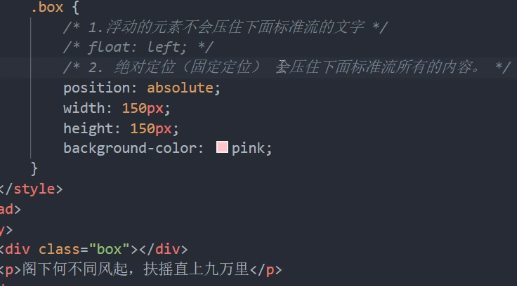 .box {
/* 1.浮动的元素不会压住下面标准流的文字 */
/* float: left; */
/* 2. 绝对定位（固定定位） 会压住下面标准流所有的内容。 */
position: absolute;
width: 150px;
height: 150px;
background-color: pink;
}
</style>
ad>
y>
<div class="box"></div>
<p>阁下何不同风起，扶摇直上九万里</p>